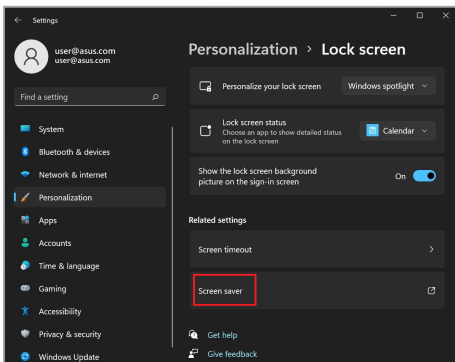 Settings
user@asus.com
user@asus.com
Find a setting
System
Bluetooth & devices
Network & internet
Personalization
Apps
Accounts
Time & language
Gaming
Accessibility
Privacy & security
Windows Update
Personalization > Lock screen
Personalize your lock screen
Windows spotlight
Lock screen status
Choose an app to show detailed status
on the lock screen
Calendar
Show the lock screen background
picture on the sign-in screen
On
Related settings
Screen timeout
Screen saver
Get help
Give feedback